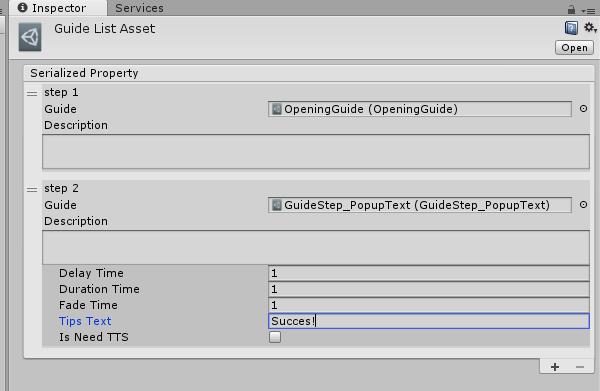 Inspector
Services
Guide List Asset
Open
Serialized Property
step 1
Guide
OpeningGuide (OpeningGuide)
Description
step 2
Guide
GuideStep_PopupText (GuideStep_PopupText)
Description
Delay Time 1
Duration Time 1
Fade Time 1
Tips Text Succes!
Is Need TTS
+ −